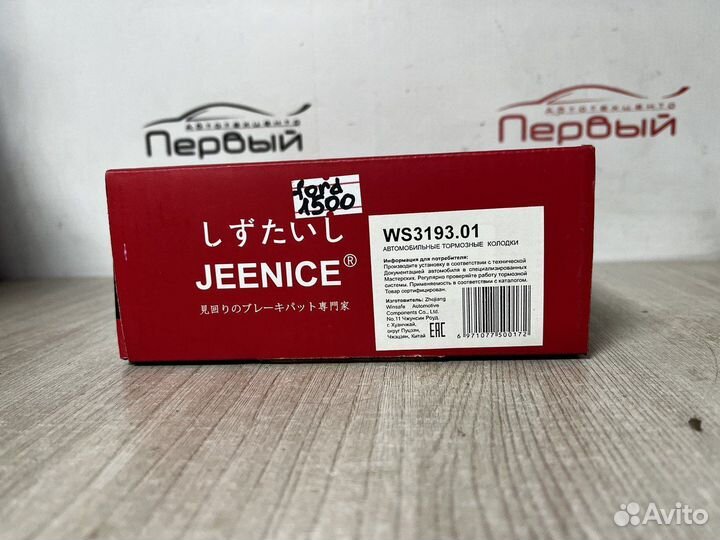 Автотехцентр
Первый
Автотехцентр
Первый
ford
1500
しずたいし
JEENICE®
見回りのブレーキパット専門家
WS3193.01
АВТОМОБИЛЬНЫЕ ТОРМОЗНЫЕ КОЛОДКИ
Информация для потребителя:
Производите установку в соответствии с технической
Документацией автомобиля в специализированных
Мастерских. Регулярно проверяйте работу тормозной
системы. Применяемость в соответствии с каталогом.
Товар сертифицирован.
Изготовитель: Zhejiang
Winsafe Automotive
Components Co., Ltd.
No.11 Чжунсин Роуд,
г. Хуанчжай,
округ Пуцзян,
Чжэцзян, Китай
EAC
6 971077 500172
Avito